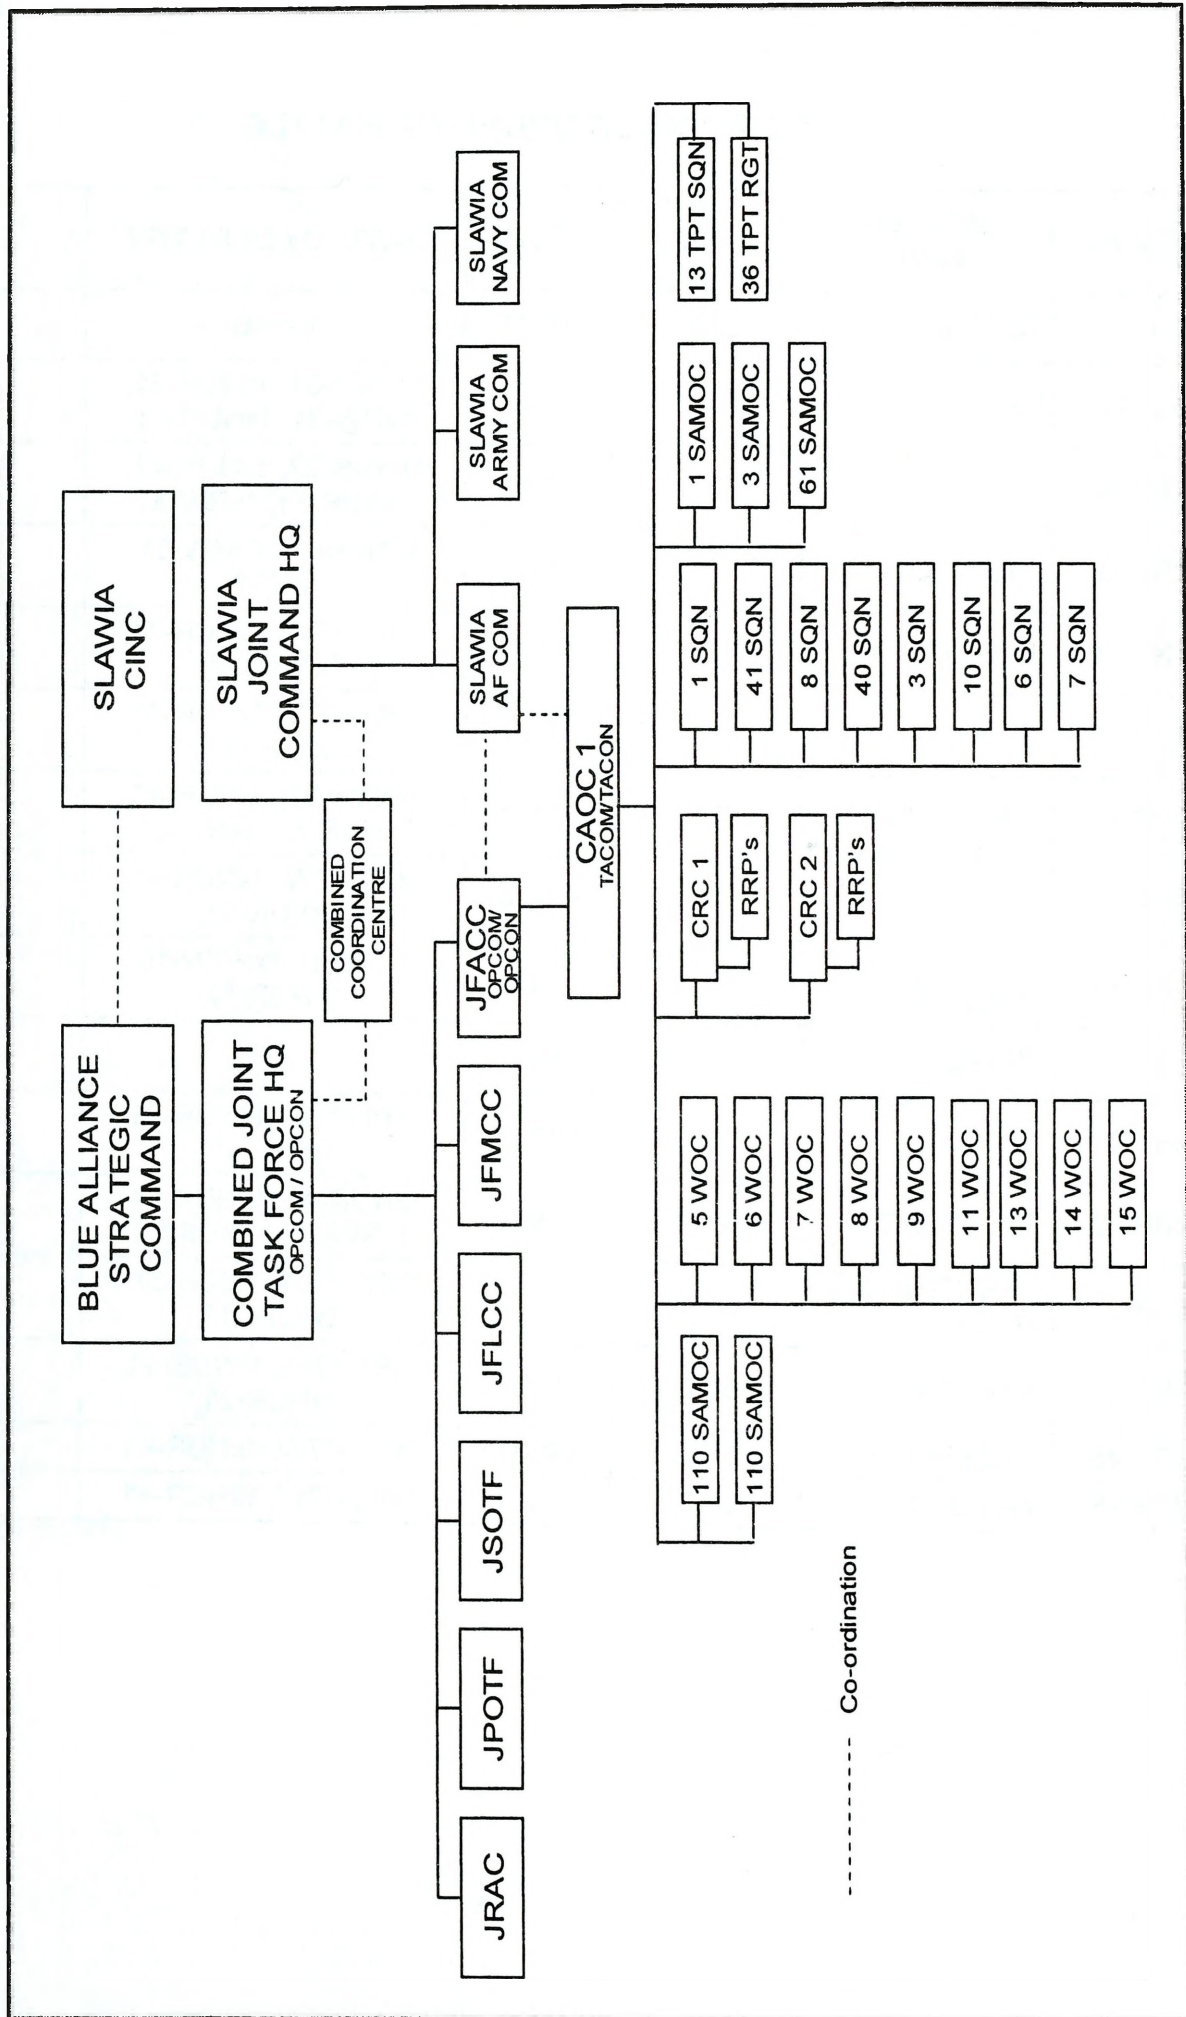 BLUE ALLIANCE
STRATEGIC
COMMAND
SLAWIA
CINC
COMBINED JOINT
TASK FORCE HQ
OPCOM / OPCON
SLAWIA
JOINT
COMMAND HQ
COMBINED
COORDINATION
CENTRE
JRAC
JPOTF
JSOTF
JFLCC
JFMCC
JFACC
OPCOM/
OPCON
SLAWIA
AF COM
SLAWIA
ARMY COM
SLAWIA
NAVY COM
CAOC 1
TACOM/TACON
110 SAMOC
110 SAMOC
5 WOC
6 WOC
7 WOC
8 WOC
9 WOC
11 WOC
13 WOC
14 WOC
15 WOC
CRC 1
RRP's
CRC 2
RRP's
1 SQN
41 SQN
8 SQN
40 SQN
3 SQN
10 SQN
6 SQN
7 SQN
1 SAMOC
3 SAMOC
61 SAMOC
13 TPT SQN
36 TPT RGT
Co-ordination